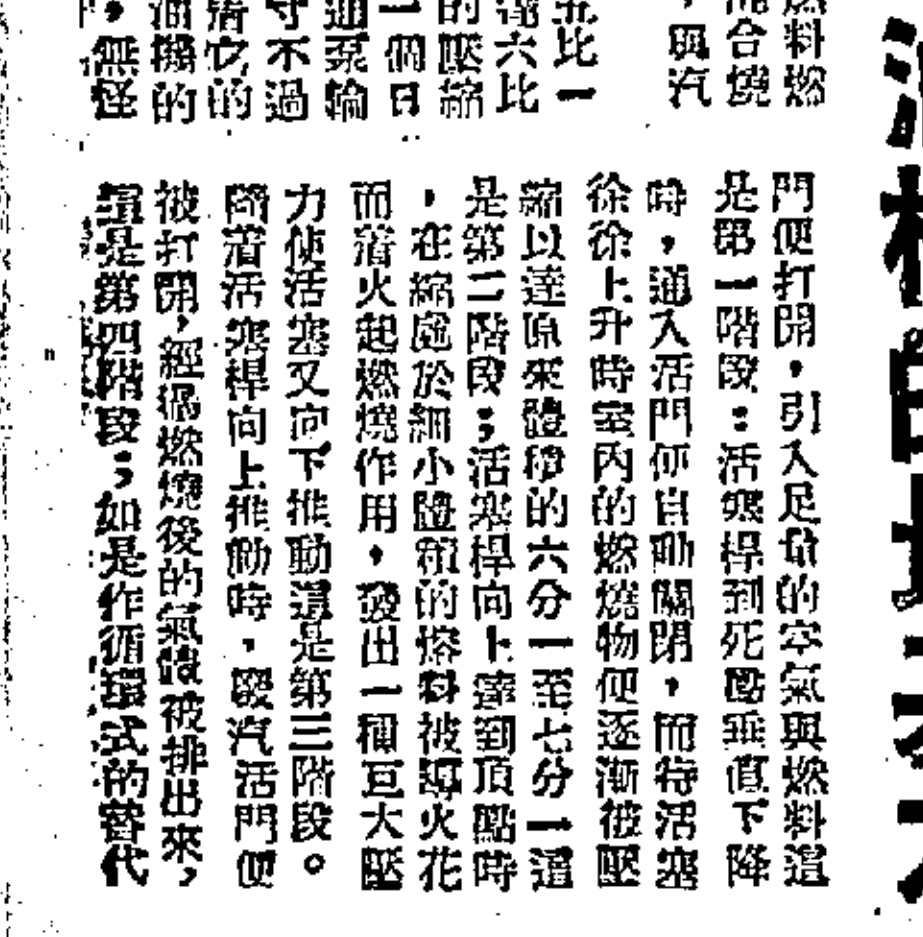 燃料燃
合燒
，與汽
五比一
達六比
的壓縮
一個日
通泵輪
寸不過
的
油機的
，無怪
門便打開，引入足量的空氣與燃料這
是第一階段：活塞桿到死點垂直下降
時，通入活門便自動關閉，而待活塞
徐徐上升時室內的燃燒物便逐漸被壓
縮以達原來體積的六分一至七分一這
是第二階段；活塞桿向上達到頂點時
，在縮處於細小體積的燃料被導火花
而着火起燃燒作用，發出一種巨大壓
力使活塞又向下推動這是第三階段。
隨着活塞桿向上推動時，廢汽活門便
被打開，經過燃燒後的氣體被排出來，
這是第四階段；如是作循環式的替代